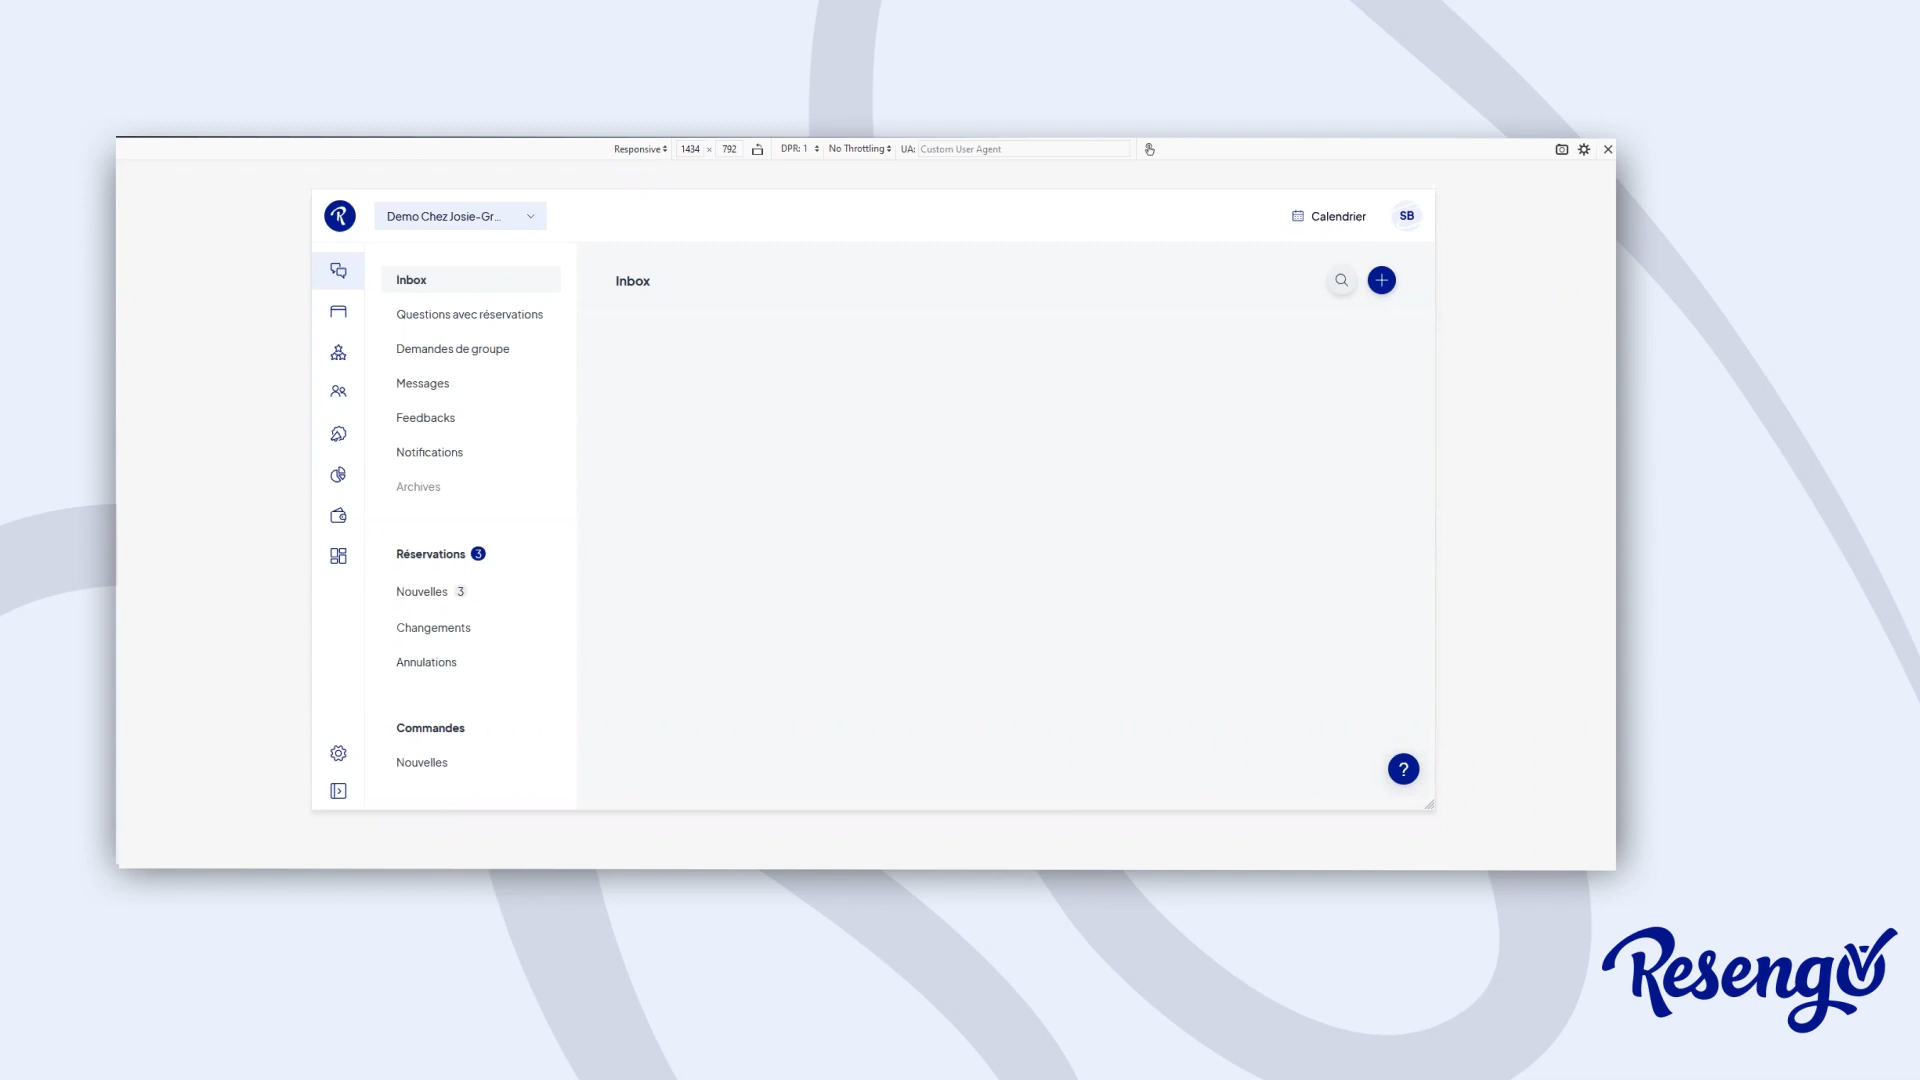 Responsive
1434 × 792
DPR: 1
No Throttling
UA: Custom User Agent
Demo Chez Josie-Gr...
Calendrier
SB
Inbox
Questions avec réservations
Demandes de groupe
Messages
Feedbacks
Notifications
Archives
Réservations 3
Nouvelles 3
Changements
Annulations
Commandes
Nouvelles
Inbox
?
Resengo